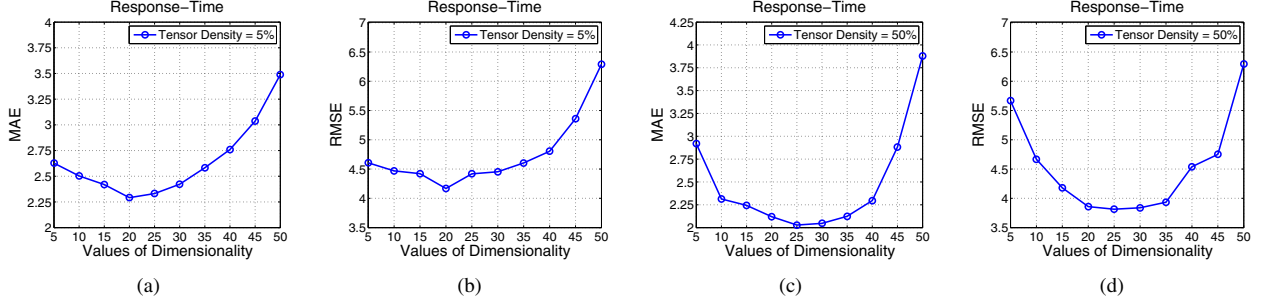 Response-Time
4
3.75
3.5
3.25
3
2.75
2.5
2.25
2
MAE
Tensor Density = 5%
5 10 15 20 25 30 35 40 45 50
Values of Dimensionality
(a)
Response-Time
7
6.5
6
5.5
5
4.5
4
3.5
RMSE
Tensor Density = 5%
5 10 15 20 25 30 35 40 45 50
Values of Dimensionality
(b)
Response-Time
4.25
4
3.75
3.5
3.25
3
2.75
2.5
2.25
2
MAE
Tensor Density = 50%
5 10 15 20 25 30 35 40 45 50
Values of Dimensionality
(c)
Response-Time
7
6.5
6
5.5
5
4.5
4
3.5
RMSE
Tensor Density = 50%
5 10 15 20 25 30 35 40 45 50
Values of Dimensionality
(d)